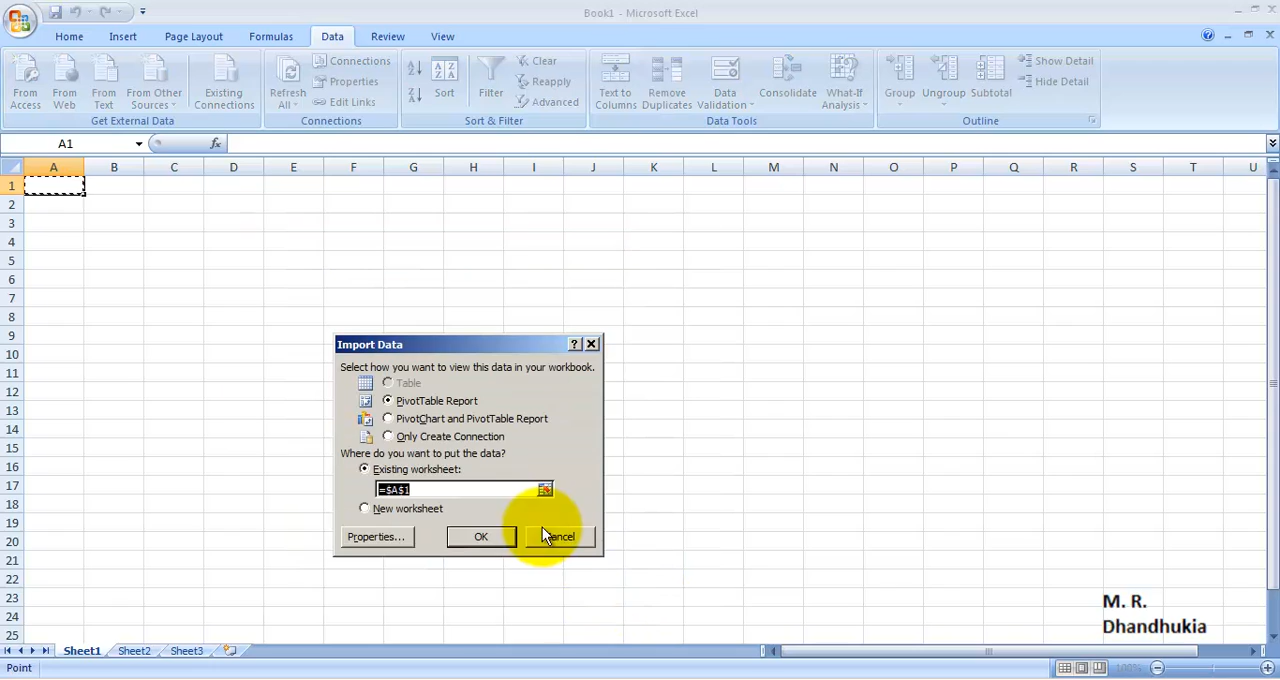 Book1 - Microsoft Excel
Home Insert Page Layout Formulas Data Review View
From Access
From Web
From Text
From Other Sources
Existing Connections
Get External Data
Refresh All
Connections
Properties
Edit Links
Connections
Sort
Filter
Clear
Reapply
Advanced
Sort & Filter
Text to Columns
Remove Duplicates
Data Validation
Consolidate
What-If Analysis
Data Tools
Group
Ungroup
Subtotal
Show Detail
Hide Detail
Outline
A1 fx
A B C D E F G H I J K L M N O P Q R S T U
1
2
3
4
5
6
7
8
9
10
11
12
13
14
15
16
17
18
19
20
21
22
23
24
25
Import Data
Select how you want to view this data in your workbook.
Table
PivotTable Report
PivotChart and PivotTable Report
Only Create Connection
Where do you want to put the data?
Existing worksheet:
=$A$1
New worksheet
Properties... OK
M. R.
Dhandhukia
Sheet1 Sheet2 Sheet3
Point 100%